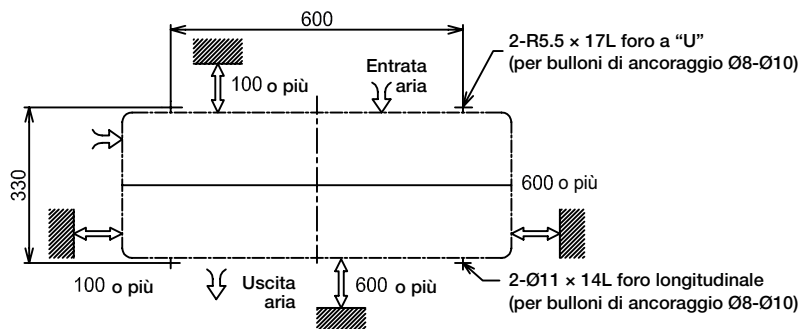 600
2-R5.5 × 17L foro a “U”
(per bulloni di ancoraggio Ø8-Ø10)
Entrata
aria
100 o più
330
600 o più
100 o più
Uscita
aria
600 o più
2-Ø11 × 14L foro longitudinale
(per bulloni di ancoraggio Ø8-Ø10)